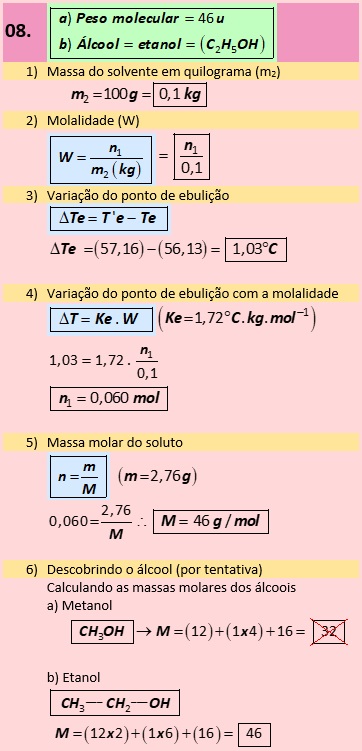 08.
a) Peso molecular = 46 u
b) Álcool = etanol = (C₂H₅OH)
1) Massa do solvente em quilograma (m₂)
m₂ = 100 g = 0,1 kg
2) Molalidade (W)
W = n₁ / m₂ (kg) = n₁ / 0,1
3) Variação do ponto de ebulição
ΔTe = T'e − Te
ΔTe = (57,16) − (56,13) = 1,03°C
4) Variação do ponto de ebulição com a molalidade
ΔT = Ke . W (Ke = 1,72°C.kg.mol⁻¹)
1,03 = 1,72 . n₁ / 0,1
n₁ = 0,060 mol
5) Massa molar do soluto
n = m / M (m = 2,76 g)
0,060 = 2,76 / M ∴ M = 46 g / mol
6) Descobrindo o álcool (por tentativa)
Calculando as massas molares dos álcoois
a) Metanol
CH₃OH → M = (12) + (1x4) + 16 = 32
b) Etanol
CH₃ — CH₂ — OH
M = (12x2) + (1x6) + (16) = 46